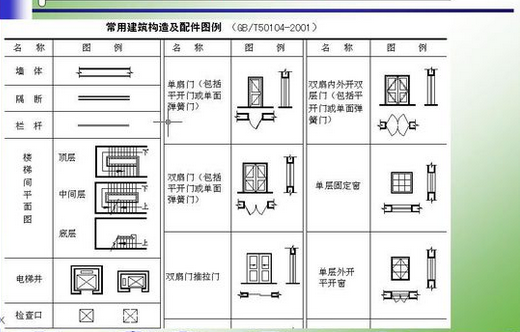 常用建筑构造及配件图例 (GB/T50104-2001)
名 称 图 例 名 称 图 例 名 称 图 例
墙 体
隔 断
栏 杆
楼梯间平面图
顶层
下
中间层
下
上
底层
上
电梯井
检查口
单扇门（包括
平开门或单面
弹簧门）
双扇门（包括
平开门或单面
弹簧门）
双扇门推拉门
双扇内外开双
层门（包括平
开门或单面弹
簧门）
单层固定窗
单层外开
平开窗